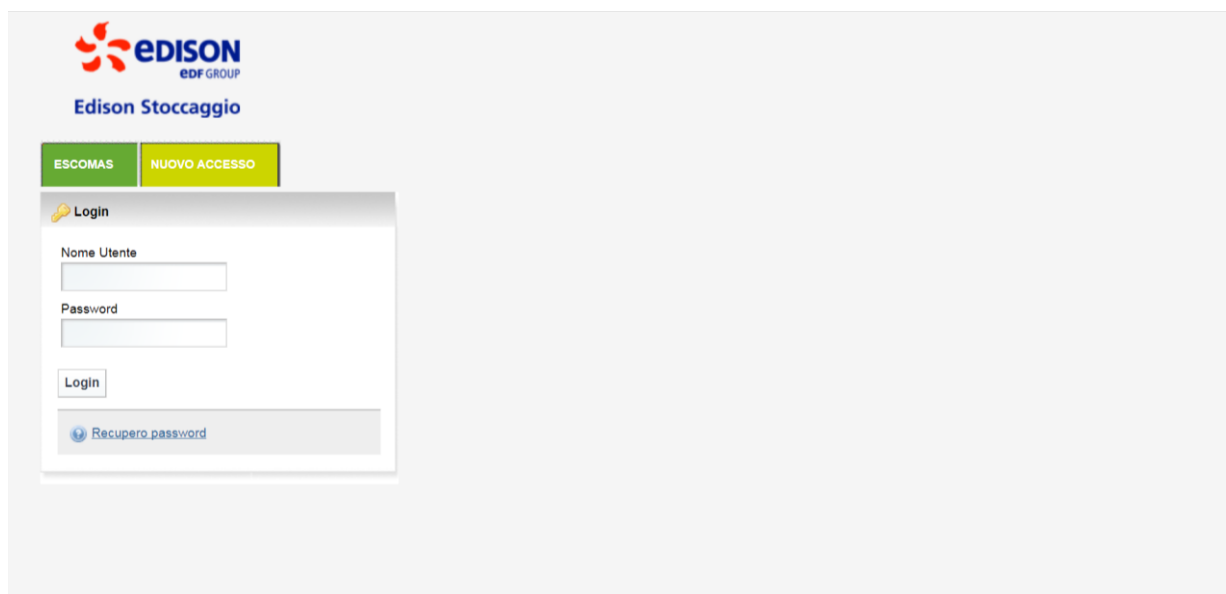 eDISON
eDF GROUP
Edison Stoccaggio
ESCOMAS
NUOVO ACCESSO
Login
Nome Utente
Password
Login
Recupero password